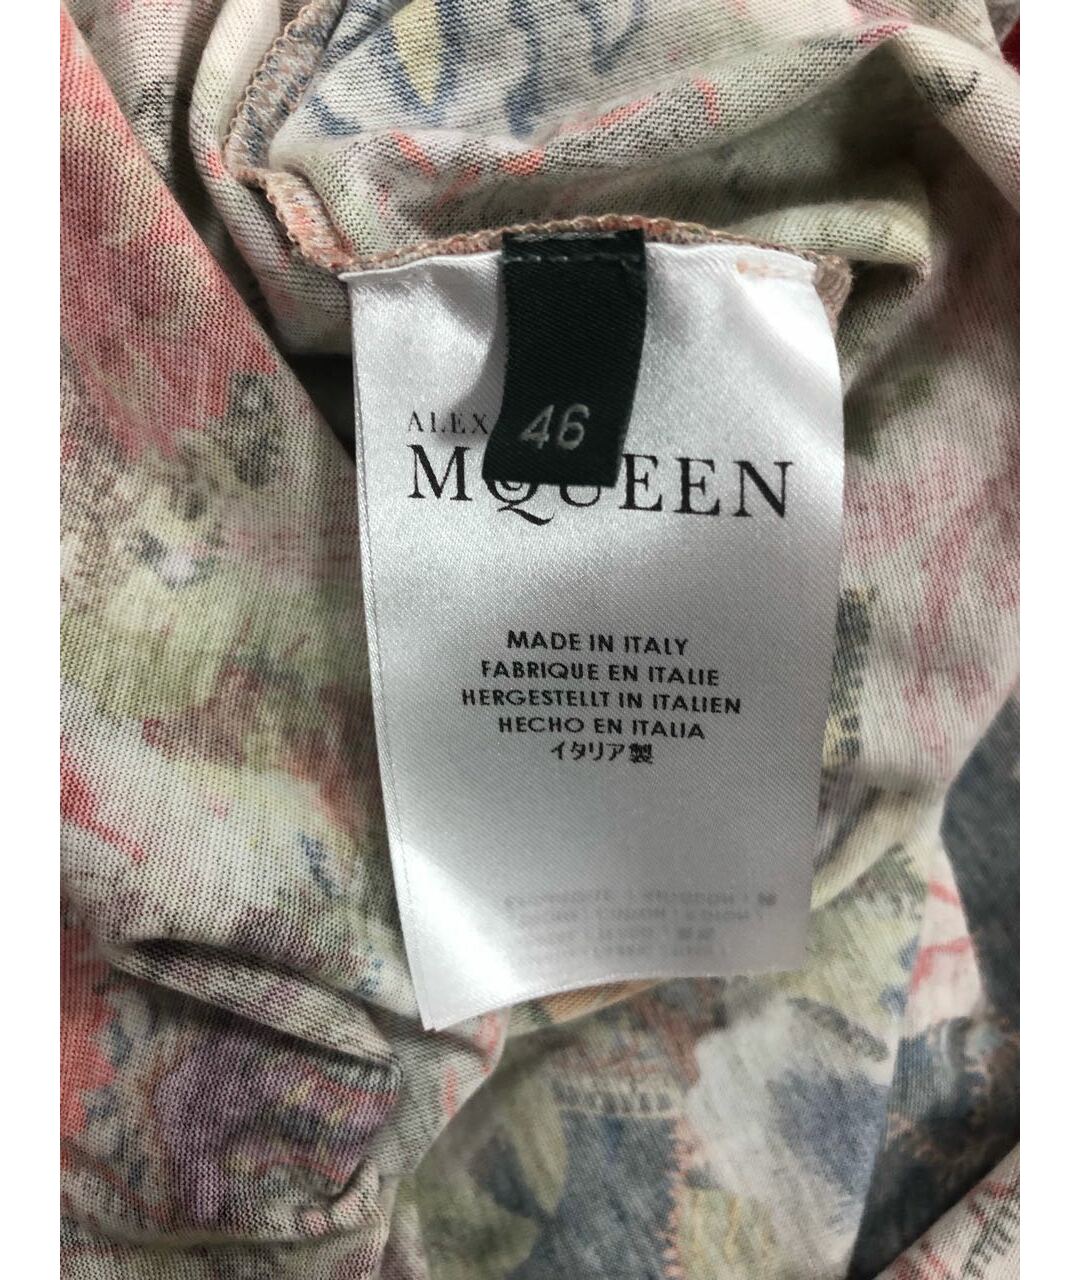 46
ALEX
MCQUEEN
MADE IN ITALY
FABRIQUE EN ITALIE
HERGESTELLT IN ITALIEN
HECHO EN ITALIA
イタリア製